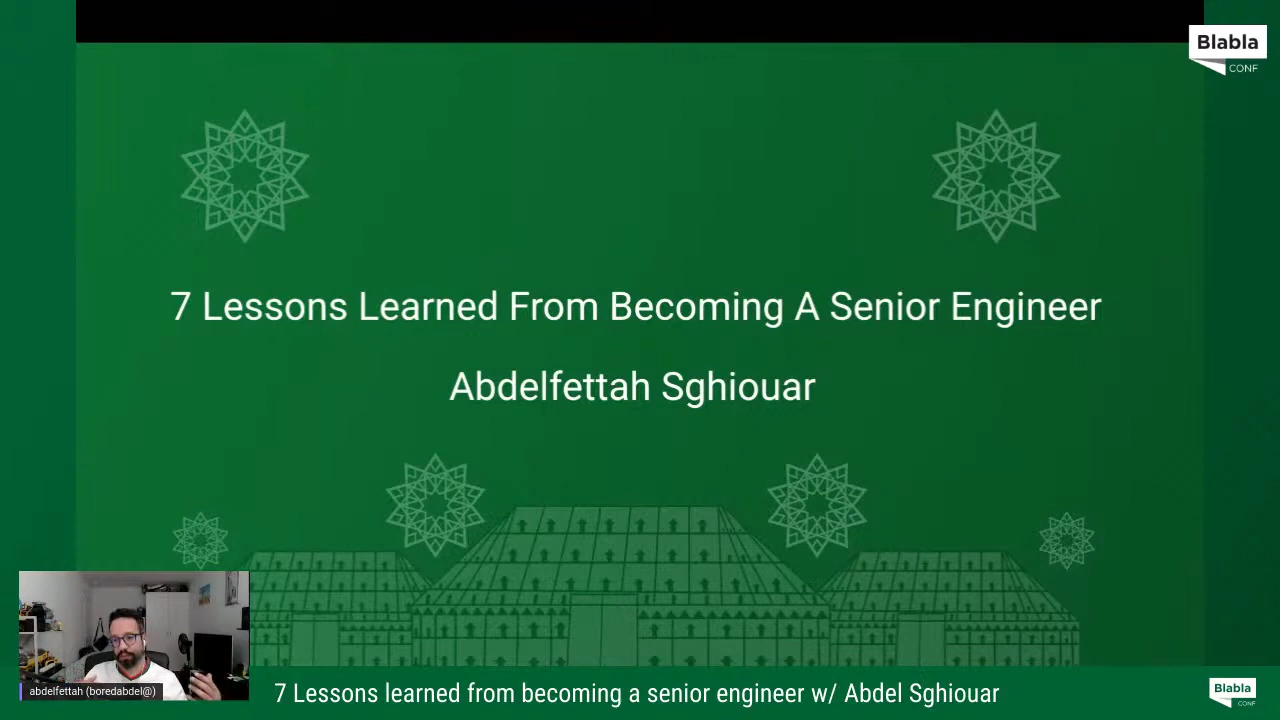 Blabla
CONF
7 Lessons Learned From Becoming A Senior Engineer
Abdelfettah Sghiouar
abdelfettah (boredabdel@)
7 Lessons learned from becoming a senior engineer w/ Abdel Sghiouar
Blabla
CONF